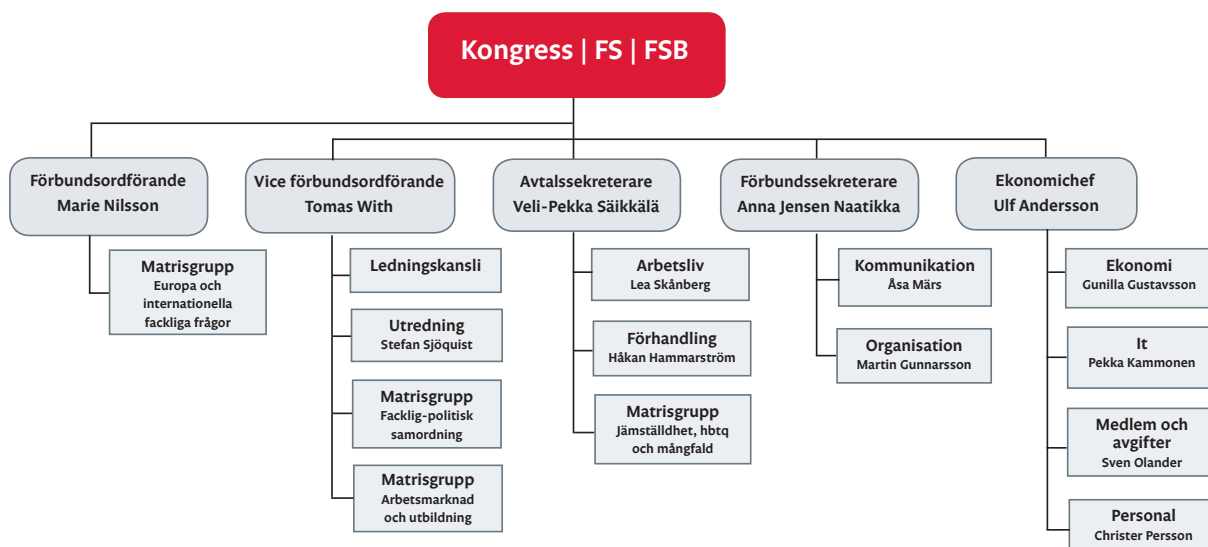 Kongress | FS | FSB
Förbundsordförande
Marie Nilsson
Matrisgrupp
Europa och
internationella
fackliga frågor
Vice förbundsordförande
Tomas With
Ledningskansli
Utredning
Stefan Sjöquist
Matrisgrupp
Facklig-politisk
samordning
Matrisgrupp
Arbetsmarknad
och utbildning
Avtalssekreterare
Veli-Pekka Säikkälä
Arbetsliv
Lea Skånberg
Förhandling
Håkan Hammarström
Matrisgrupp
Jämställdhet, hbtq
och mångfald
Förbundssekreterare
Anna Jensen Naatikka
Kommunikation
Åsa Märs
Organisation
Martin Gunnarsson
Ekonomichef
Ulf Andersson
Ekonomi
Gunilla Gustavsson
It
Pekka Kammonen
Medlem och
avgifter
Sven Olander
Personal
Christer Persson